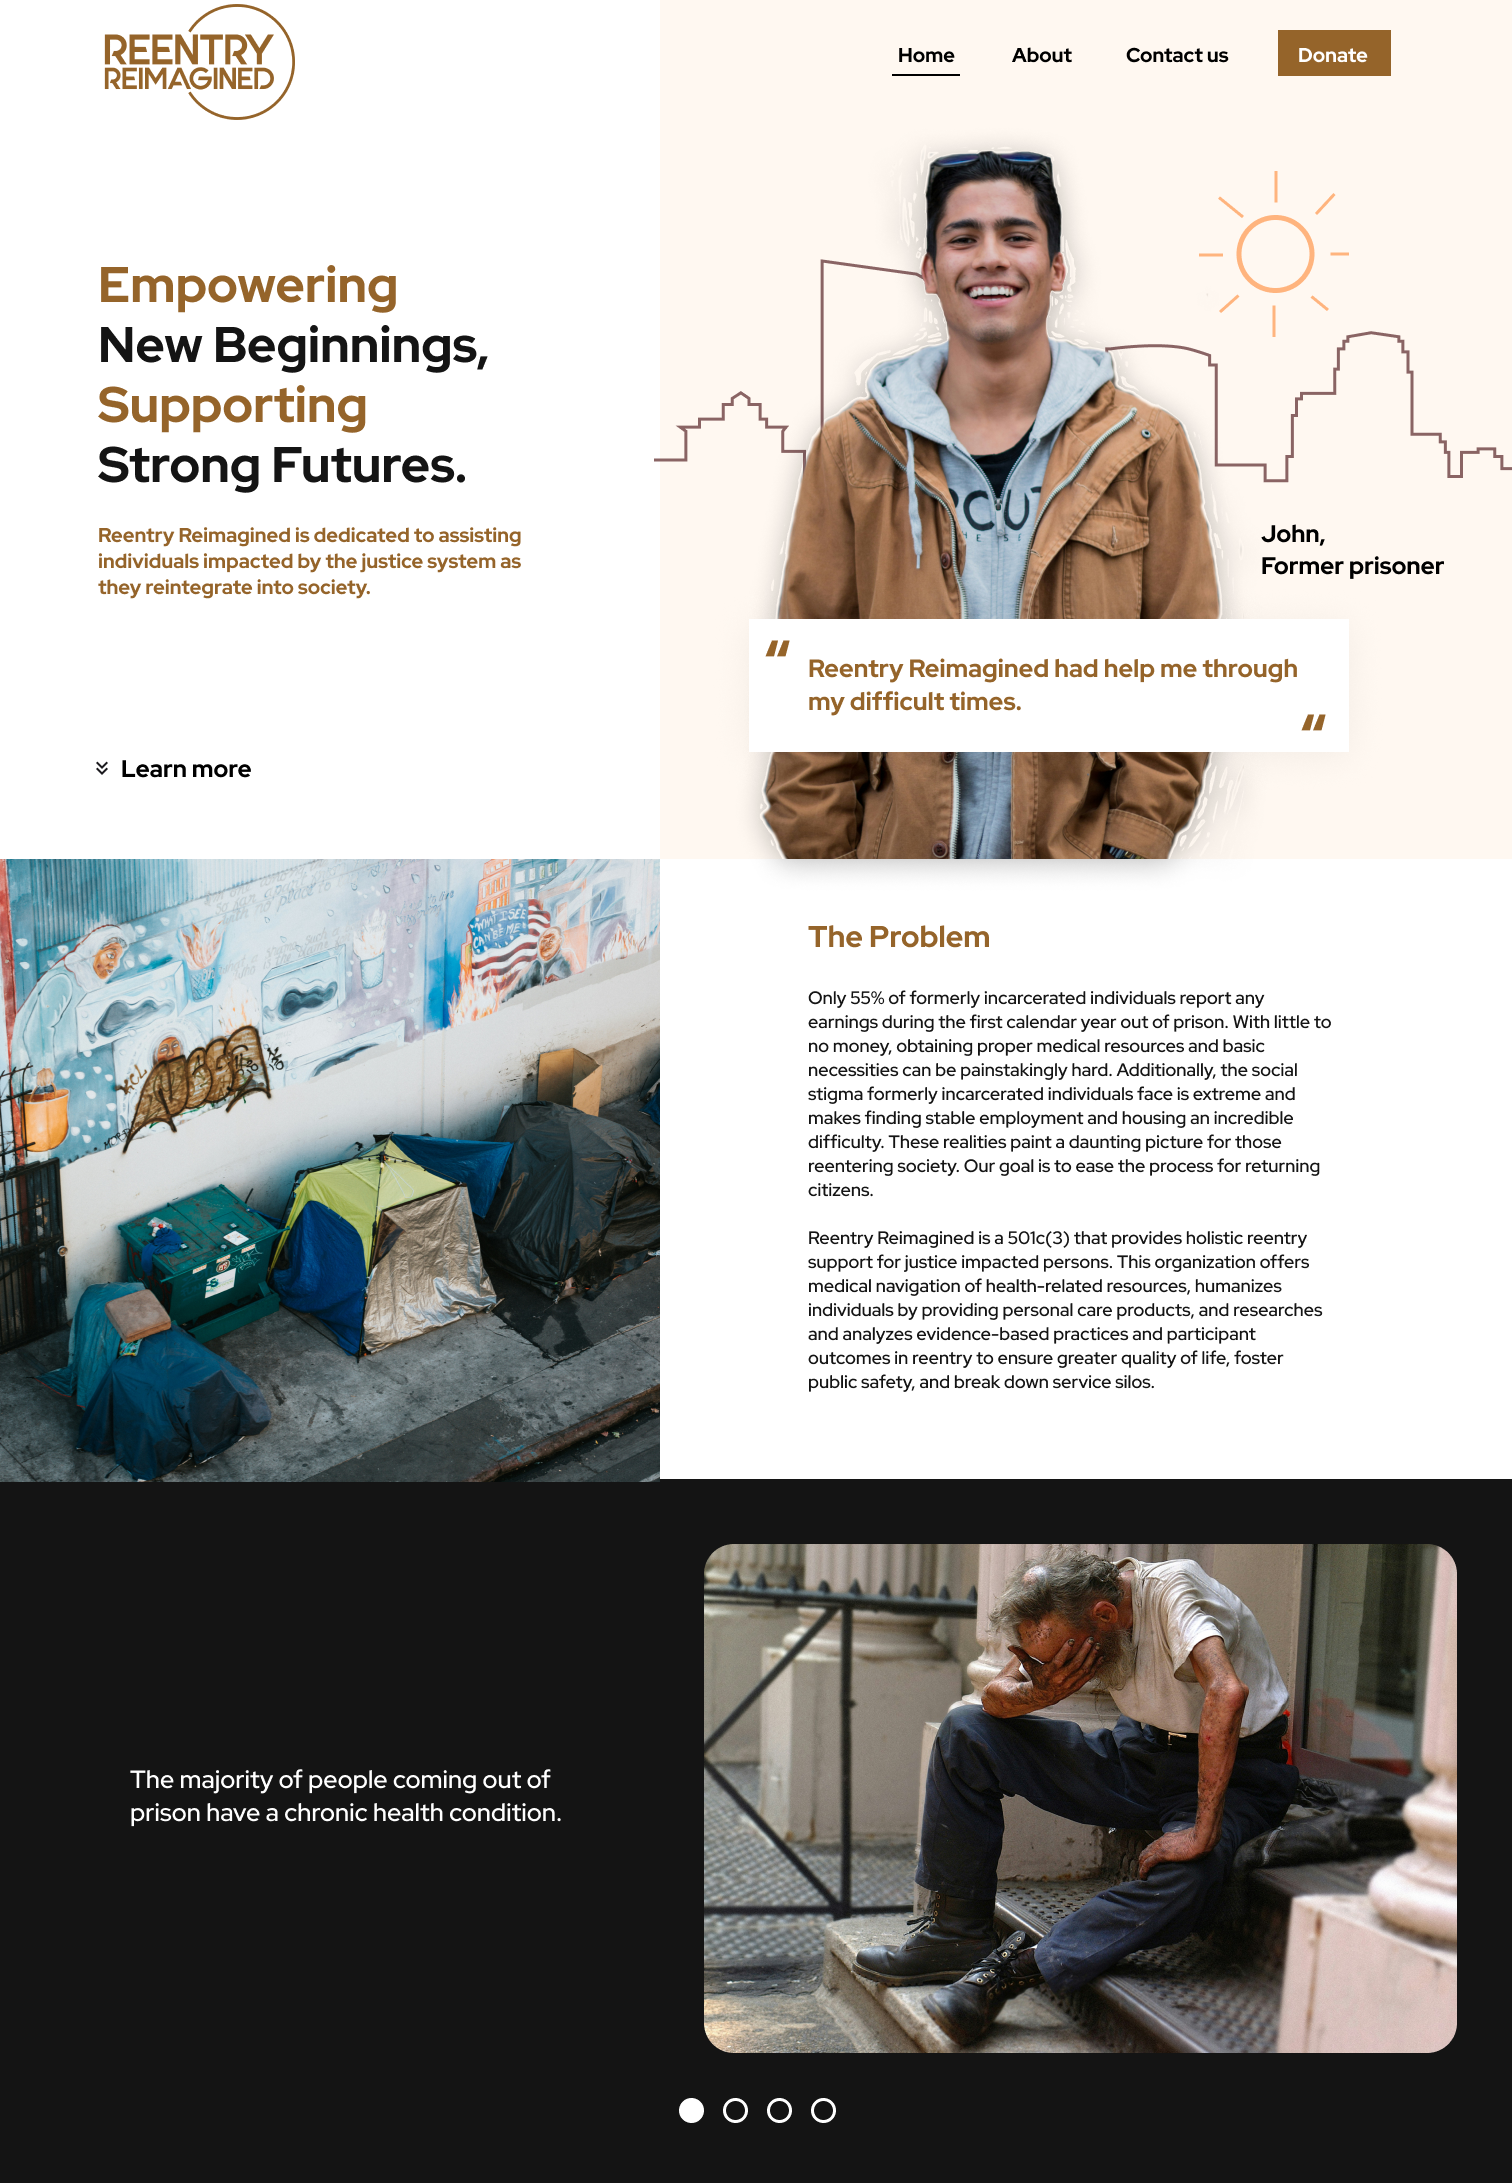 REENTRY
REIMAGINED
Home
About
Contact us
Donate
Empowering
New Beginnings,
Supporting
Strong Futures.
Reentry Reimagined is dedicated to assisting
individuals impacted by the justice system as
they reintegrate into society.
Learn more
John,
Former prisoner
“
Reentry Reimagined had help me through
my difficult times.
“
WHAT I SEE
CAN BE ME
The Problem
Only 55% of formerly incarcerated individuals report any
earnings during the first calendar year out of prison. With little to
no money, obtaining proper medical resources and basic
necessities can be painstakingly hard. Additionally, the social
stigma formerly incarcerated individuals face is extreme and
makes finding stable employment and housing an incredible
difficulty. These realities paint a daunting picture for those
reentering society. Our goal is to ease the process for returning
citizens.
Reentry Reimagined is a 501c(3) that provides holistic reentry
support for justice impacted persons. This organization offers
medical navigation of health-related resources, humanizes
individuals by providing personal care products, and researches
and analyzes evidence-based practices and participant
outcomes in reentry to ensure greater quality of life, foster
public safety, and break down service silos.
The majority of people coming out of
prison have a chronic health condition.